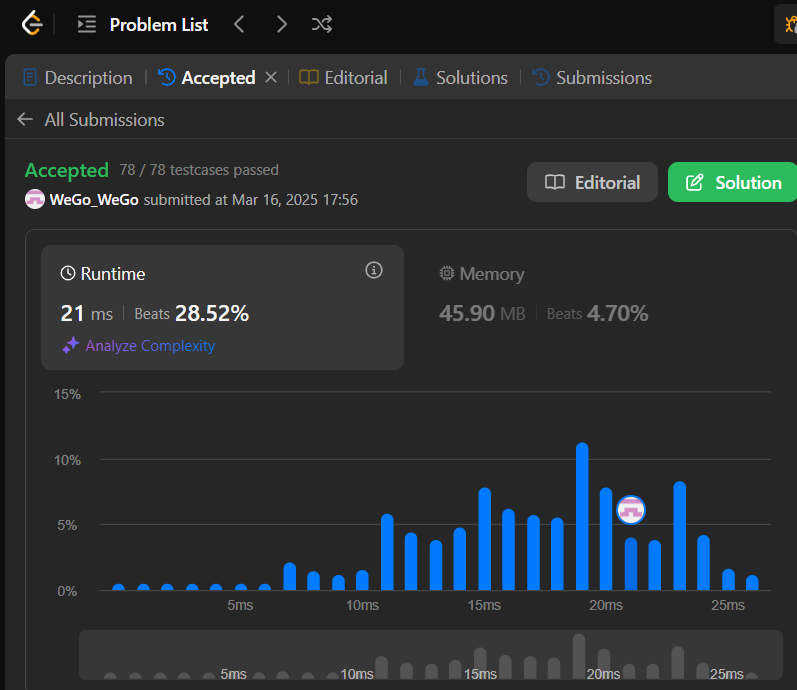 Problem List
Description Accepted Editorial Solutions Submissions
All Submissions
Accepted 78 / 78 testcases passed
WeGo_WeGo submitted at Mar 16, 2025 17:56
Editorial Solution
Runtime
21 ms Beats 28.52%
Analyze Complexity
Memory
45.90 MB Beats 4.70%
15%
10%
5%
0%
5ms 10ms 15ms 20ms 25ms
5ms 10ms 15ms 20ms 25ms